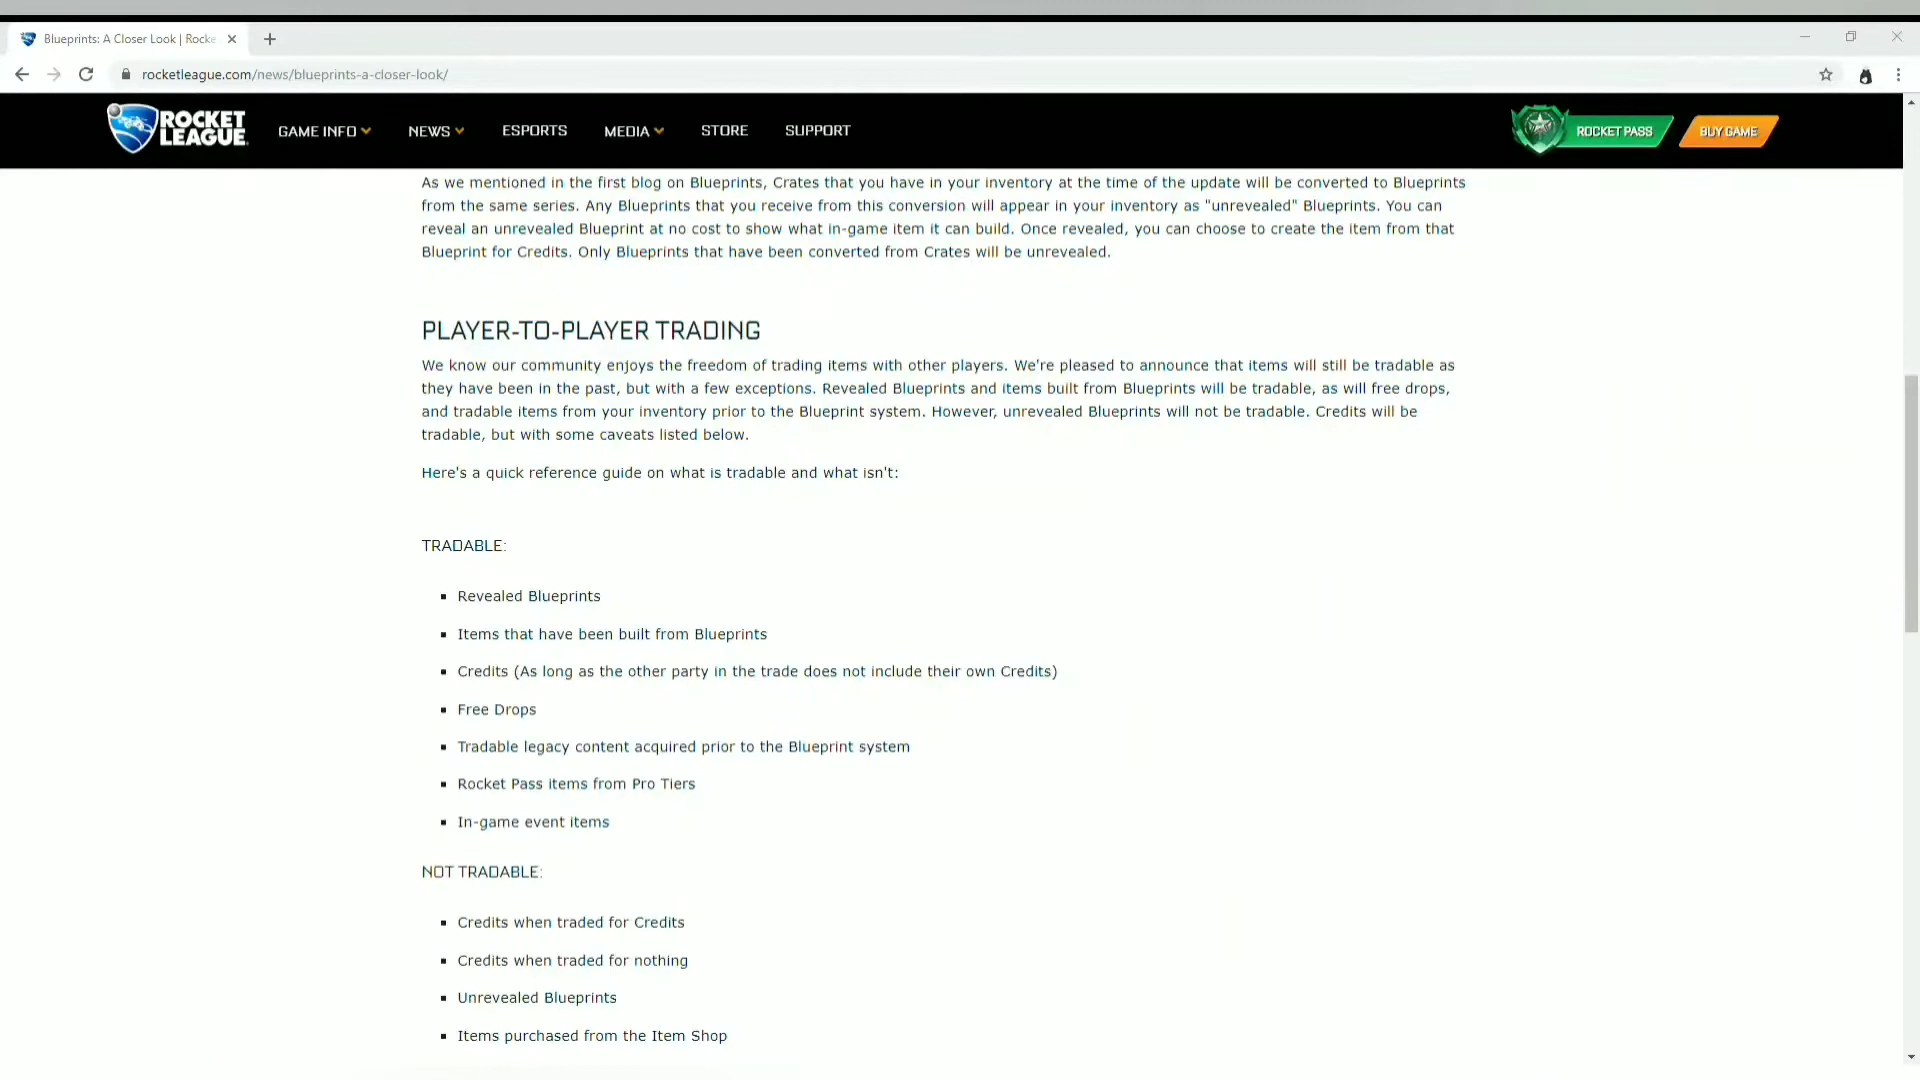 Blueprints: A Closer Look | Rocke
rocketleague.com/news/blueprints-a-closer-look/
ROCKET
LEAGUE
GAME INFO
NEWS
ESPORTS
MEDIA
STORE
SUPPORT
ROCKET PASS
BUY GAME
As we mentioned in the first blog on Blueprints, Crates that you have in your inventory at the time of the update will be converted to Blueprints
from the same series. Any Blueprints that you receive from this conversion will appear in your inventory as "unrevealed" Blueprints. You can
reveal an unrevealed Blueprint at no cost to show what in-game item it can build. Once revealed, you can choose to create the item from that
Blueprint for Credits. Only Blueprints that have been converted from Crates will be unrevealed.
PLAYER-TO-PLAYER TRADING
We know our community enjoys the freedom of trading items with other players. We're pleased to announce that items will still be tradable as
they have been in the past, but with a few exceptions. Revealed Blueprints and items built from Blueprints will be tradable, as will free drops,
and tradable items from your inventory prior to the Blueprint system. However, unrevealed Blueprints will not be tradable. Credits will be
tradable, but with some caveats listed below.
Here's a quick reference guide on what is tradable and what isn't:
TRADABLE:
Revealed Blueprints
Items that have been built from Blueprints
Credits (As long as the other party in the trade does not include their own Credits)
Free Drops
Tradable legacy content acquired prior to the Blueprint system
Rocket Pass items from Pro Tiers
In-game event items
NOT TRADABLE:
Credits when traded for Credits
Credits when traded for nothing
Unrevealed Blueprints
Items purchased from the Item Shop